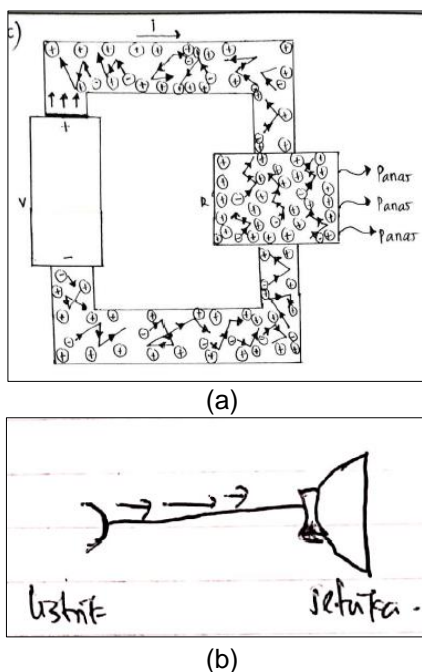 c)
i
+
V
R
-
Panas
Panas
Panas
(a)
listrik
setrika.
(b)